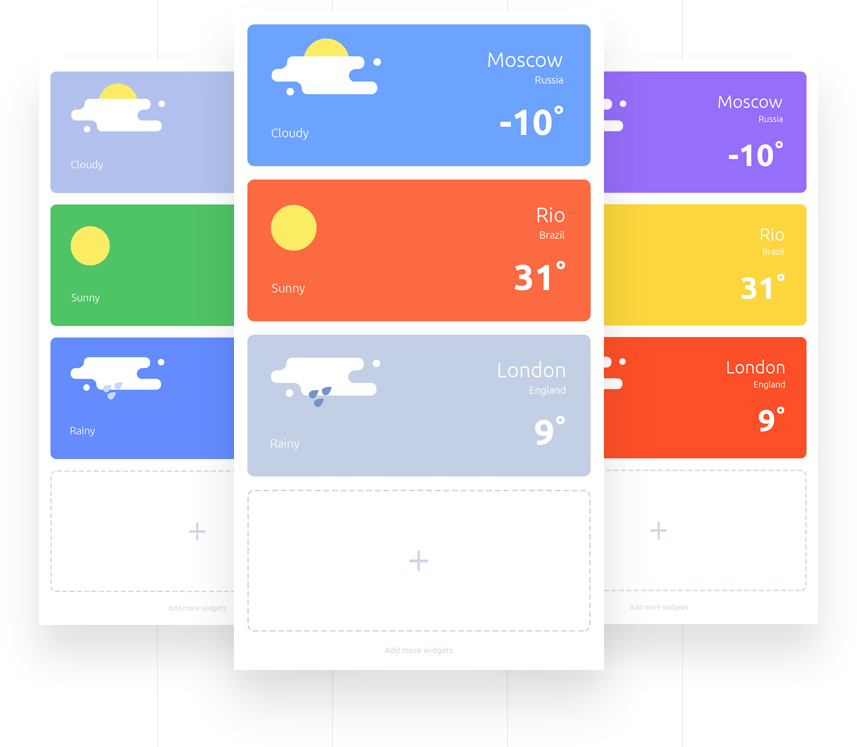 Cloudy
Sunny
Rainy
Add more widgets
Moscow
Russia
-10°
Cloudy
Rio
Brazil
31°
Sunny
London
England
9°
Rainy
Add more widgets
Moscow
Russia
-10°
Rio
Brazil
31°
London
England
9°
Add more widgets